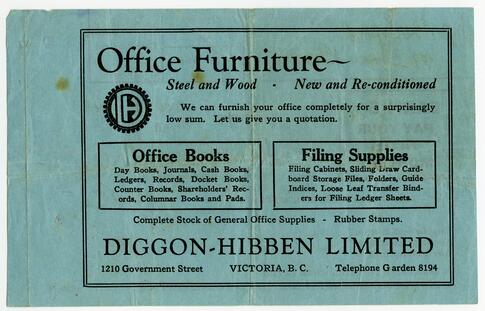 Office Furniture~
Steel and Wood - New and Re-conditioned
DH
We can furnish your office completely for a surprisingly
low sum. Let us give you a quotation.
Office Books
Day Books, Journals, Cash Books,
Ledgers, Records, Docket Books,
Counter Books, Shareholders' Rec-
ords, Columnar Books and Pads.
Filing Supplies
Filing Cabinets, Sliding Draw Card-
board Storage Files, Folders, Guide
Indices, Loose Leaf Transfer Bind-
ers for Filing Ledger Sheets.
Complete Stock of General Office Supplies - Rubber Stamps.
DIGGON-HIBBEN LIMITED
1210 Government Street VICTORIA, B. C. Telephone G arden 8194